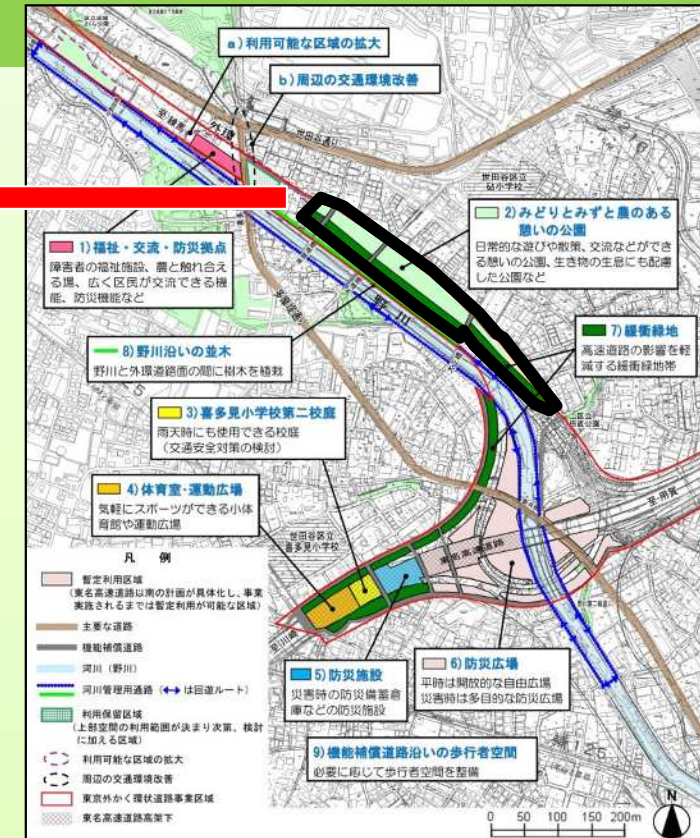 a）利用可能な区域の拡大
b）周辺の交通環境改善
外環
世田谷通り
世田谷区立
砧小学校
2）みどりとみずと農のある
憩いの公園
日常的な遊びや散策、交流などができ
る憩いの公園、生き物の生息にも配慮
した公園など
1）福祉・交流・防災拠点
障害者の福祉施設、農と触れ合え
る場、広く区民が交流できる機
能、防災機能など
野川
多摩堤通り
7）緩衝緑地
高速道路の影響を軽
減する緩衝緑地帯
8）野川沿いの並木
野川と外環道路面の間に樹木を植栽
3）喜多見小学校第二校庭
雨天時にも使用できる校庭
（交通安全対策の検討）
4）体育室・運動広場
気軽にスポーツができる小体
育館や運動広場
至・用賀
世田谷区立
喜多見小学校
東名高速道路
至・川崎
凡　例
暫定利用区域
（東名高速道路以南の計画が具体化し、事業
実施されるまでは暫定利用が可能な区域）
主要な道路
機能補償道路
河川（野川）
河川管理用通路（↔ は回遊ルート）
利用保留区域
（上部空間の利用範囲が決まり次第、検討
に加える区域）
利用可能な区域の拡大
周辺の交通環境改善
東京外かく環状道路事業区域
東名高速道路高架下
5）防災施設
災害時の防災備蓄倉
庫などの防災施設
6）防災広場
平時は開放的な自由広場
災害時は多目的な防災広場
9）機能補償道路沿いの歩行者空間
必要に応じて歩行者空間を整備
補125
N
0 50 100 150 200m